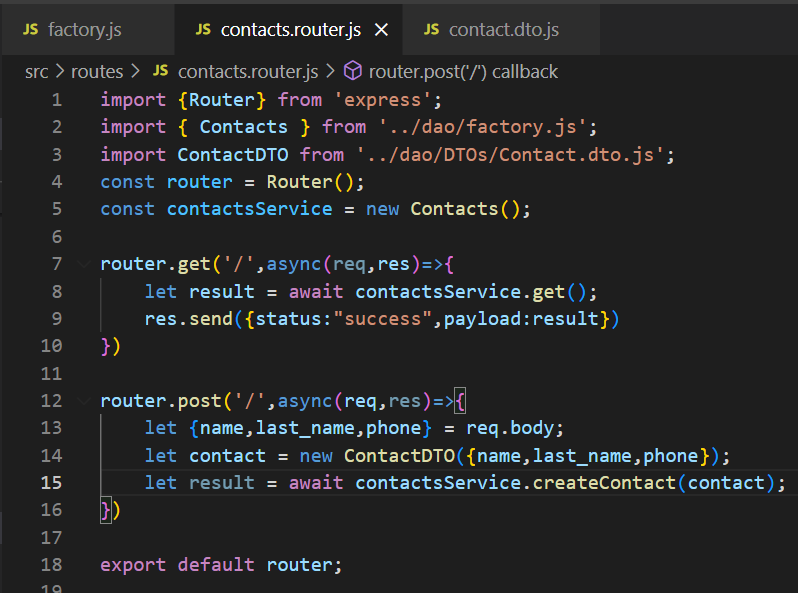 JS factory.js JS contacts.router.js × JS contact.dto.js
src > routes > JS contacts.router.js > router.post('/') callback
1 import {Router} from 'express';
2 import { Contacts } from '../dao/factory.js';
3 import ContactDTO from '../dao/DTOs/Contact.dto.js';
4 const router = Router();
5 const contactsService = new Contacts();
6
7 router.get('/',async(req,res)=>{
8     let result = await contactsService.get();
9     res.send({status:"success",payload:result})
10 })
11
12 router.post('/',async(req,res)=>{
13     let {name,last_name,phone} = req.body;
14     let contact = new ContactDTO({name,last_name,phone});
15     let result = await contactsService.createContact(contact);
16 })
17
18 export default router;
19